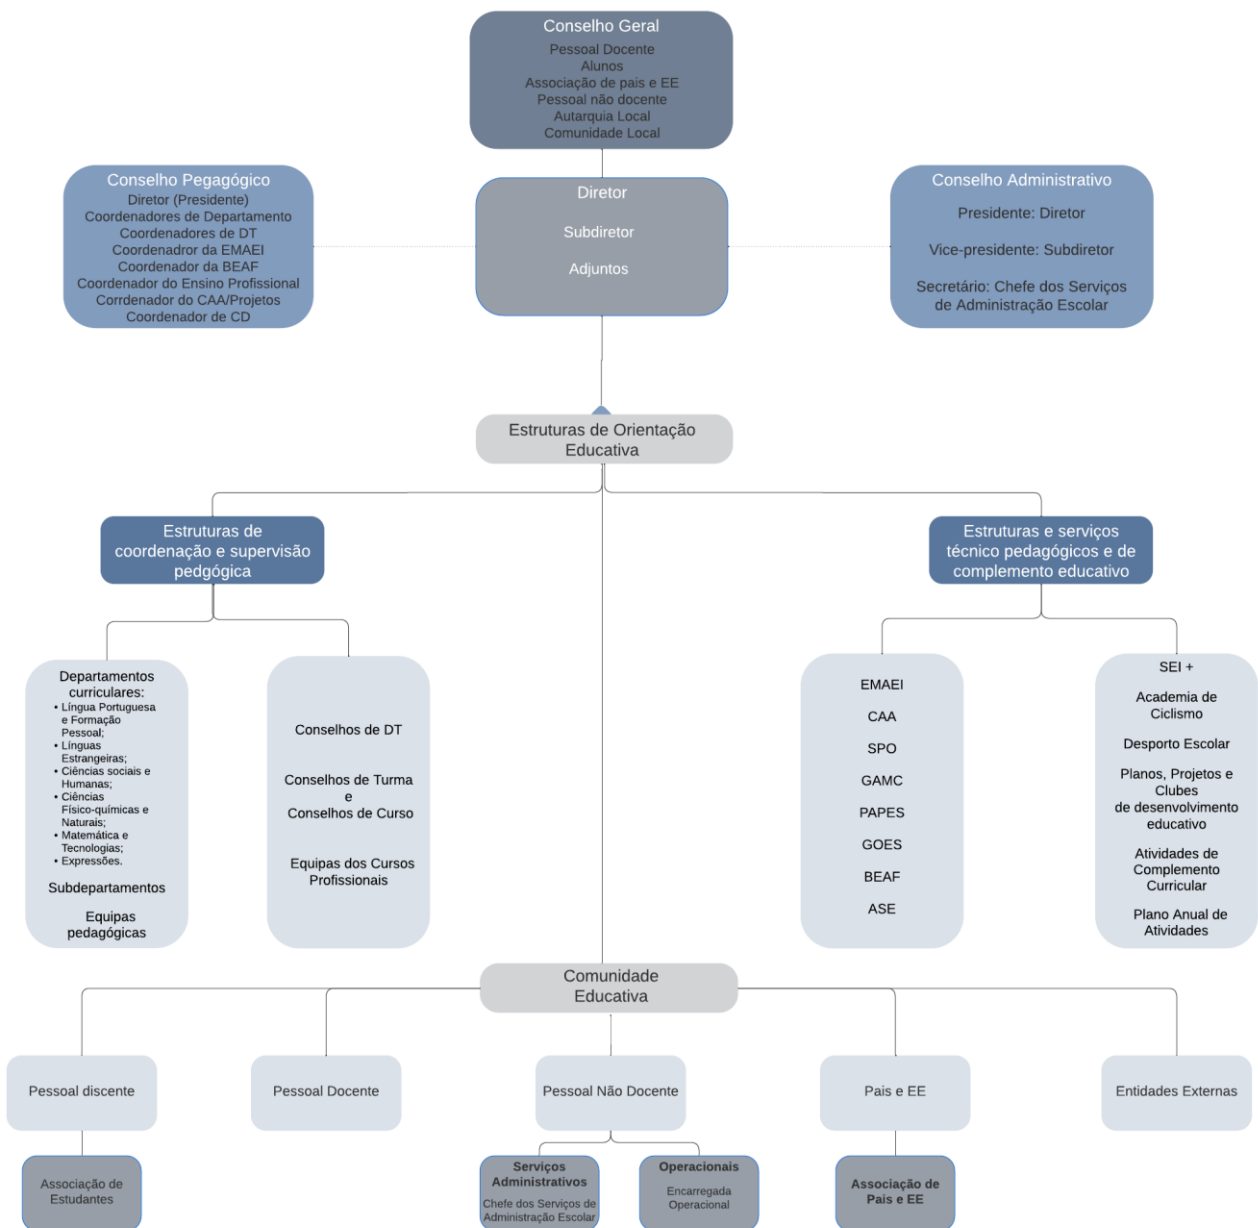 Conselho Geral
Pessoal Docente
Alunos
Associação de pais e EE
Pessoal não docente
Autarquia Local
Comunidade Local
Conselho Pegagógico
Diretor (Presidente)
Coordenadores de Departamento
Coordenadores de DT
Coordenadror da EMAEI
Coordenador da BEAF
Coordenador do Ensino Profissional
Corrdenador do CAA/Projetos
Coordenador de CD
Diretor
Subdiretor
Adjuntos
Conselho Administrativo
Presidente: Diretor
Vice-presidente: Subdiretor
Secretário: Chefe dos Serviços
de Administração Escolar
Estruturas de Orientação
Educativa
Estruturas de
coordenação e supervisão
pedgógica
Estruturas e serviços
técnico pedagógicos e de
complemento educativo
Departamentos
curriculares:
• Língua Portuguesa
e Formação
Pessoal;
• Línguas
Estrangeiras;
• Ciências sociais e
Humanas;
• Ciências
Físico-químicas e
Naturais;
• Matemática e
Tecnologias;
• Expressões.
Subdepartamentos
Equipas
pedagógicas
Conselhos de DT
Conselhos de Turma
e
Conselhos de Curso
Equipas dos Cursos
Profissionais
EMAEI
CAA
SPO
GAMC
PAPES
GOES
BEAF
ASE
SEI +
Academia de
Ciclismo
Desporto Escolar
Planos, Projetos e
Clubes
de desenvolvimento
educativo
Atividades de
Complemento
Curricular
Plano Anual de
Atividades
Comunidade
Educativa
Pessoal discente
Pessoal Docente
Pessoal Não Docente
Pais e EE
Entidades Externas
Associação de
Estudantes
Serviços
Administrativos
Chefe dos Serviços de
Administração Escolar
Operacionais
Encarregada
Operacional
Associação de
Pais e EE